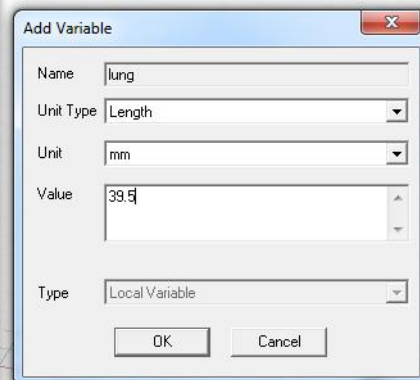 Add Variable
Name lung
Unit Type Length
Unit mm
Value 39.5
Type Local Variable
OK Cancel